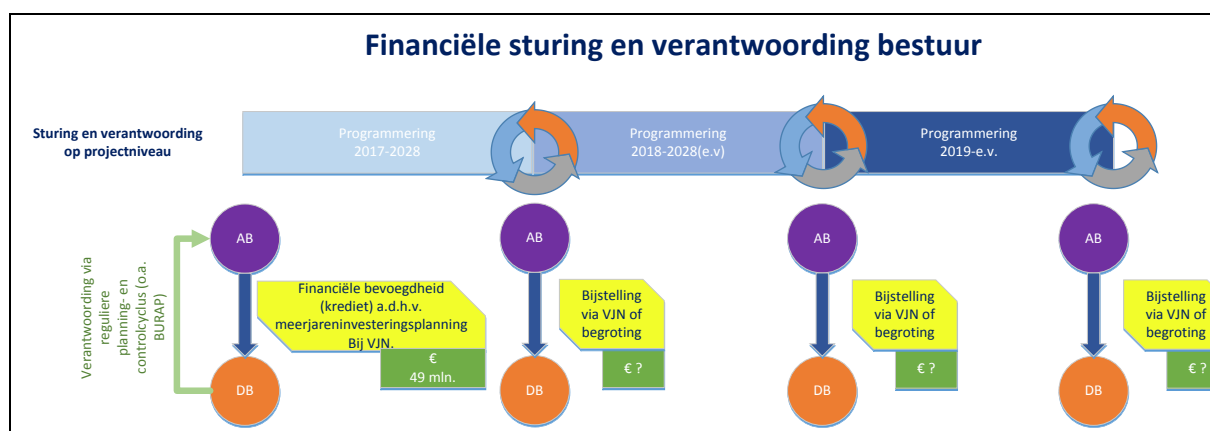 Financiële sturing en verantwoording bestuur
Sturing en verantwoording
op projectniveau
Programmering
2017-2028
Programmering
2018-2028(e.v)
Programmering
2019-e.v.
Verantwoording via
reguliere
planning- en
controlcyclus (o.a.
BURAP)
AB
Financiële bevoegdheid
(krediet) a.d.h.v.
meerjareninvesteringsplanning
Bij VJN.
€
49 mln.
DB
AB
Bijstelling
via VJN of
begroting
€ ?
DB
AB
Bijstelling
via VJN of
begroting
€ ?
DB
AB
Bijstelling
via VJN of
begroting
€ ?
DB